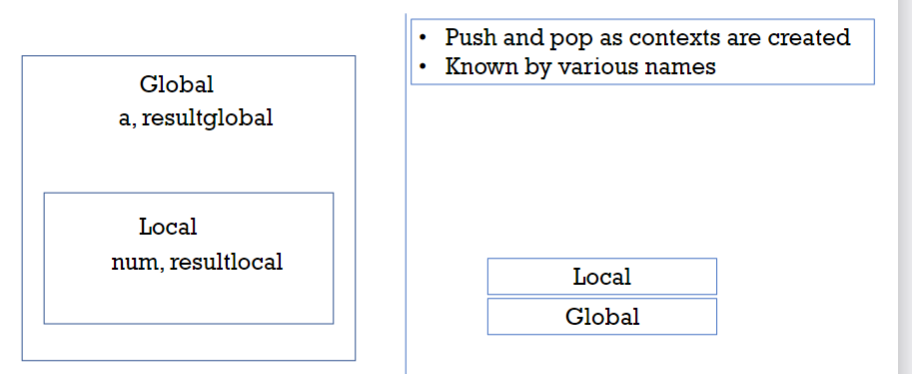 Global
a, resultglobal
Local
num, resultlocal
• Push and pop as contexts are created
• Known by various names
Local
Global